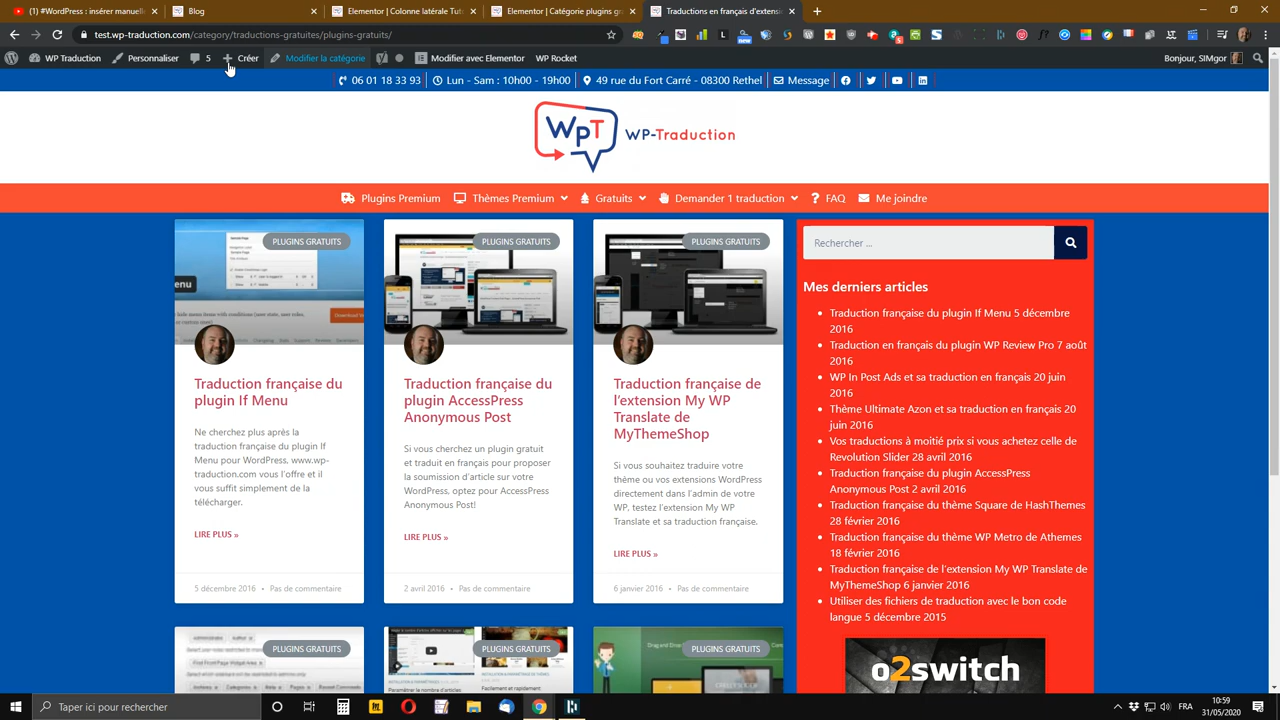 (1) #WordPress: insérer manuelle
(1) Notifications
(1) Notifications
Plugins gratuits
(1) Traduction d'exten
test.wp-traduction.com/category/traductions-gratuites/plugins-gratuits/
WP Traduction Personnaliser 5 Créer Modifier la catégorie Modifier avec Elementor WP Rocket Bonjour, SIMgor
06 01 18 33 93 Lun - Sam : 10h00 - 19h00 49 rue du Fort Carré - 08300 Rethel Message
WpT WP-Traduction
Plugins Premium Thèmes Premium Gratuits Demander 1 traduction FAQ Me joindre
PLUGINS GRATUITS
Traduction française du
plugin If Menu
Ne cherchez plus après la
traduction française du plugin If
Menu pour WordPress, www.wp-
traduction.com vous l'offre et il
vous suffit simplement de la
télécharger.
LIRE PLUS »
5 décembre 2016 • Pas de commentaire
PLUGINS GRATUITS
Traduction française du
plugin AccessPress
Anonymous Post
Si vous cherchez un plugin gratuit
et traduit en français pour proposer
la soumission d'article sur votre
WordPress, optez pour AccessPress
Anonymous Post!
LIRE PLUS »
2 avril 2016 • Pas de commentaire
PLUGINS GRATUITS
Traduction française de
l'extension My WP
Translate de
MyThemeShop
Si vous souhaitez traduire votre
thème ou vos extensions WordPress
directement dans l'admin de votre
WP, testez l'extension My WP
Translate et sa traduction française.
LIRE PLUS »
6 janvier 2016 • Pas de commentaire
PLUGINS GRATUITS
PLUGINS GRATUITS
PLUGINS GRATUITS
Rechercher ...
Mes derniers articles
Traduction française du plugin If Menu 5 décembre
2016
Traduction en français du plugin WP Review Pro 7 août
2016
WP In Post Ads et sa traduction en français 20 juin
2016
Thème Ultimate Azon et sa traduction en français 20
juin 2016
Vos traductions à moitié prix si vous achetez celle de
Revolution Slider 28 avril 2016
Traduction française du plugin AccessPress
Anonymous Post 2 avril 2016
Traduction française du thème Square de HashThemes
28 février 2016
Traduction française du thème WP Metro de Athemes
18 février 2016
Traduction française de l'extension My WP Translate de
MyThemeShop 6 janvier 2016
Utiliser des fichiers de traduction avec le bon code
langue 5 décembre 2015
o2switch
Taper ici pour rechercher
FRA
10:59
31/05/2020